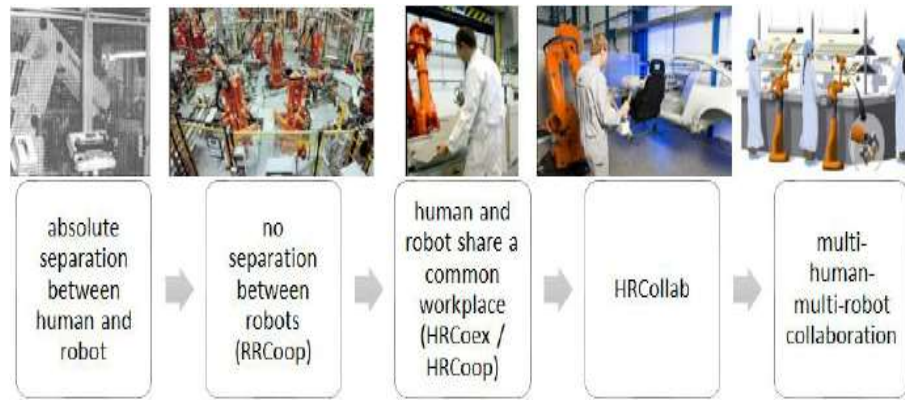 absolute
separation
between
human and
robot
no
separation
between
robots
(RRCoop)
human and
robot share a
common
workplace
(HRCoex /
HRCoop)
HRCollab
multi-
human-
multi-robot
collaboration